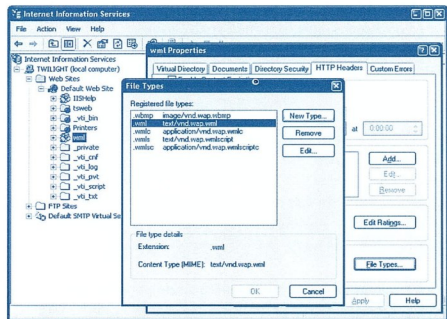 Internet Information Services
File Action View Help
Internet Information Services
TWILIGHT (local computer)
Web Sites
Default Web Site
IISHelp
tsweb
_vti_bin
Printers
wml
_private
_vti_cnf
_vti_log
_vti_pvt
_vti_script
_vti_txt
FTP Sites
Default SMTP Virtual Se
wml Properties
Virtual Directory Documents Directory Security HTTP Headers Custom Errors
at 0:00:00
Add...
Edit...
Remove
Edit Ratings...
File Types...
Apply Help
File Types
Registered file types:
.wbmp image/vnd.wap.wbmp
.wml text/vnd.wap.wml
.wmlc application/vnd.wap.wmlc
.wmls text/vnd.wap.wmlscript
.wmlsc application/vnd.wap.wmlscriptc
New Type...
Remove
Edit...
File type details
Extension: .wml
Content Type (MIME): text/vnd.wap.wml
OK Cancel